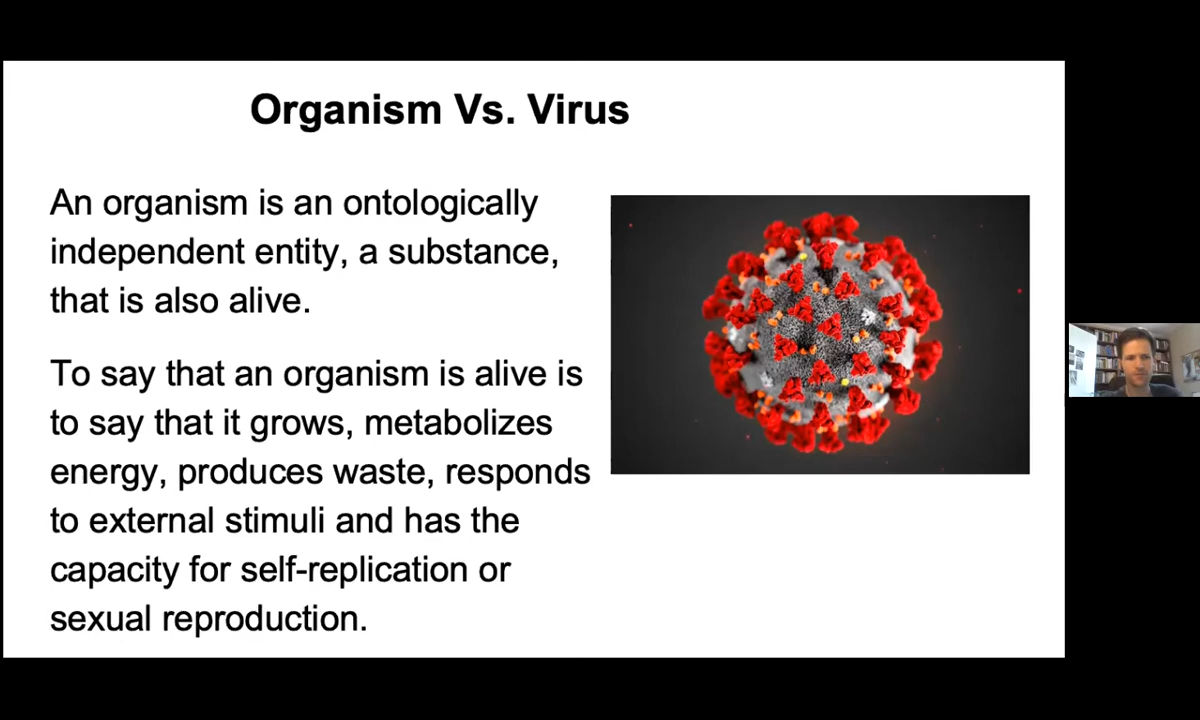 Organism Vs. Virus
An organism is an ontologically
independent entity, a substance,
that is also alive.
To say that an organism is alive is
to say that it grows, metabolizes
energy, produces waste, responds
to external stimuli and has the
capacity for self-replication or
sexual reproduction.